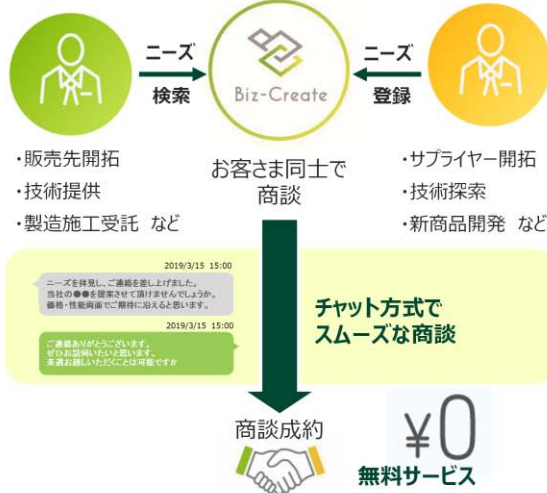 ニーズ
検索
Biz-Create
ニーズ
登録
・販売先開拓
・技術提供
・製造施工受託 など
お客さま同士で
商談
・サプライヤー開拓
・技術探索
・新商品開発 など
2019/3/15 15:00
ニーズを拝見し、ご連絡を差し上げました。
当社の●●を提案させて頂けませんでしょうか。
価格・性能両面でご期待に沿えると思います。
2019/3/15 15:00
ご連絡ありがとうございます。
ぜひお話伺いたいと思います。
来週お越しいただくことは可能ですか
チャット方式で
スムーズな商談
商談成約
¥0
無料サービス